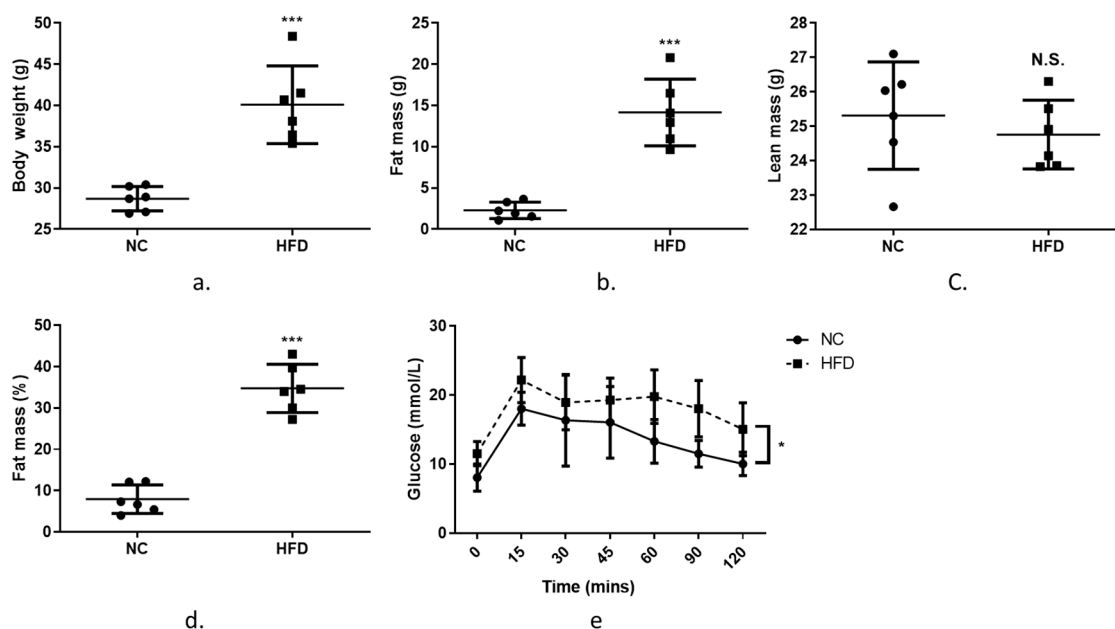 Body weight (g)
50
45
40
35
30
25
***
NC
HFD
a.
Fat mass (g)
25
20
15
10
5
0
***
NC
HFD
b.
Lean mass (g)
28
27
26
25
24
23
22
N.S.
NC
HFD
C.
Fat mass (%)
50
40
30
20
10
0
***
NC
HFD
d.
Glucose (mmol/L)
30
20
10
0
NC
HFD
*
0 15 30 45 60 90 120
Time (mins)
e